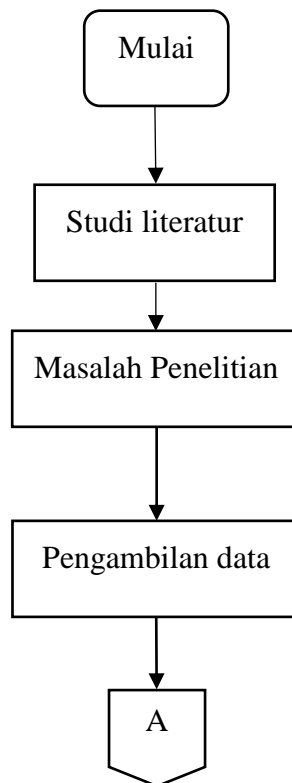 Mulai
Studi literatur
Masalah Penelitian
Pengambilan data
A